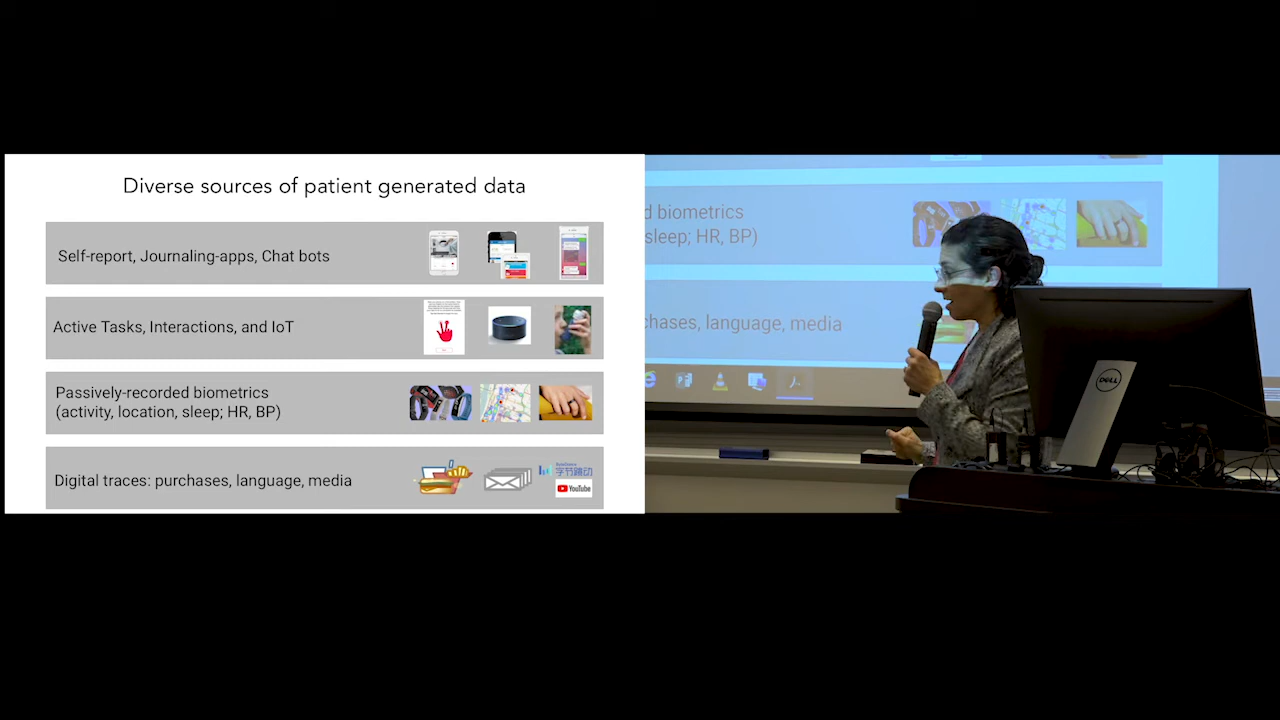 Diverse sources of patient generated data
Self-report, Journaling-apps, Chat bots
Active Tasks, Interactions, and IoT
Passively-recorded biometrics
(activity, location, sleep; HR, BP)
Digital traces: purchases, language, media
字节跳动
YouTube
d biometrics
sleep; HR, BP)
chases, language, media
DELL